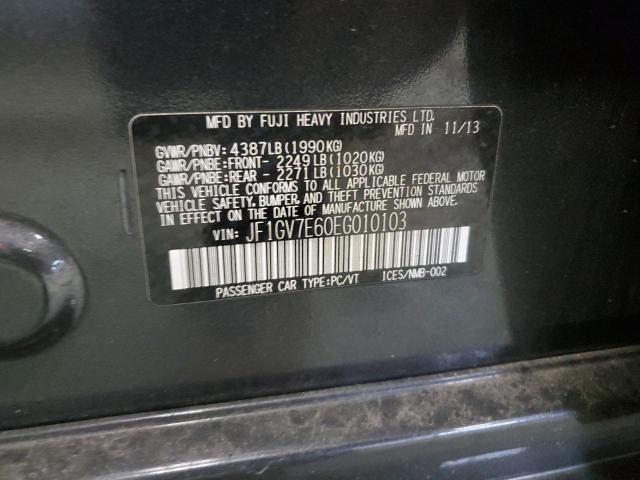 MFD BY FUJI HEAVY INDUSTRIES LTD.
MFD IN 11/13
GVWR/PNBV: 4387LB(1990KG)
GAWR/PNBE:FRONT- 2249LB(1020KG)
GAWR/PNBE:REAR - 2271LB(1030KG)
THIS VEHICLE CONFORMS TO ALL APPLICABLE FEDERAL MOTOR
VEHICLE SAFETY,BUMPER,AND THEFT PREVENTION STANDARDS
IN EFFECT ON THE DATE OF MANUFACTURE SHOWN ABOVE.
VIN: JF1GV7E60EG010103
PASSENGER CAR TYPE:PC/VT ICES/NMB-002